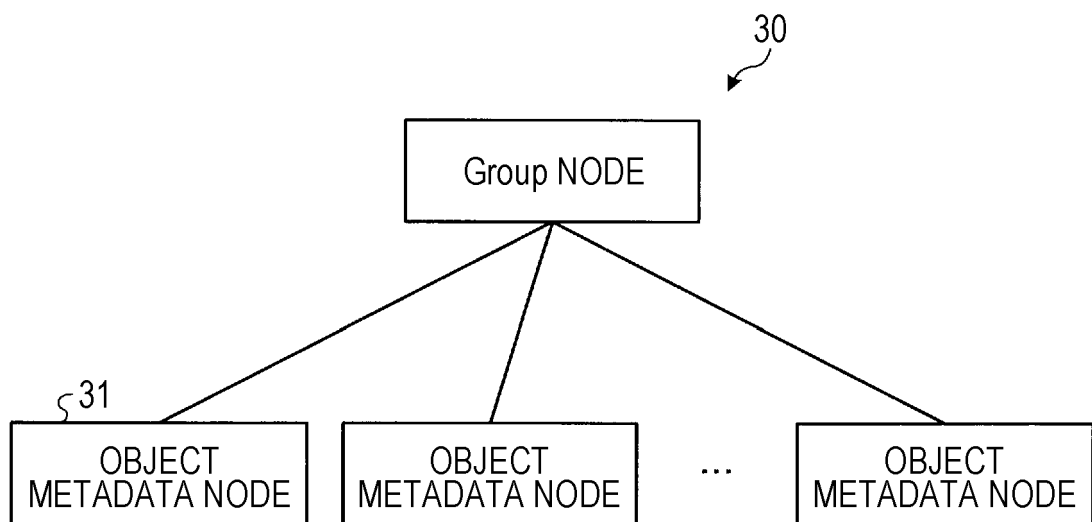 30
Group NODE
31
OBJECT
METADATA NODE
OBJECT
METADATA NODE
...
OBJECT
METADATA NODE